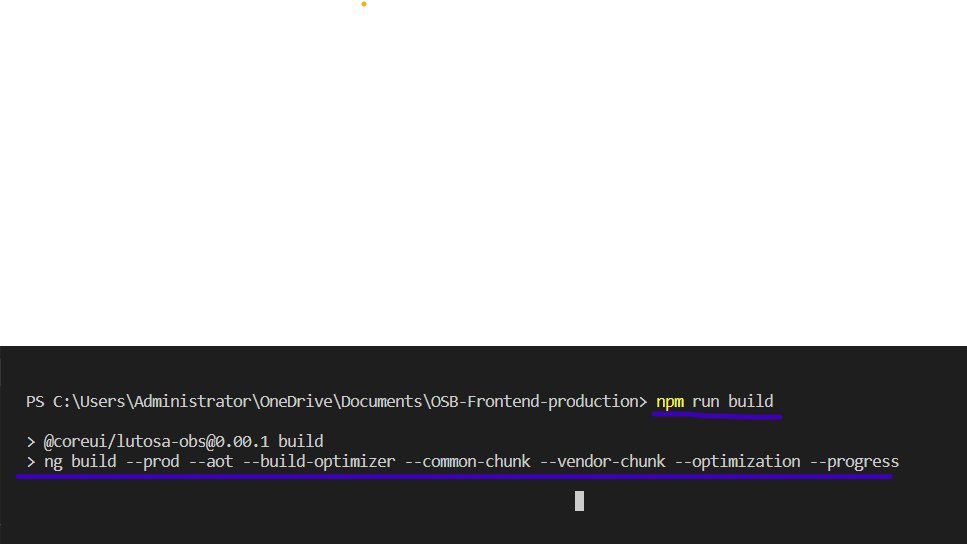 PS C:\Users\Administrator\OneDrive\Documents\OSB-Frontend-production> npm run build
> @coreui/lutosa-obs@0.00.1 build
> ng build --prod --aot --build-optimizer --common-chunk --vendor-chunk --optimization --progress